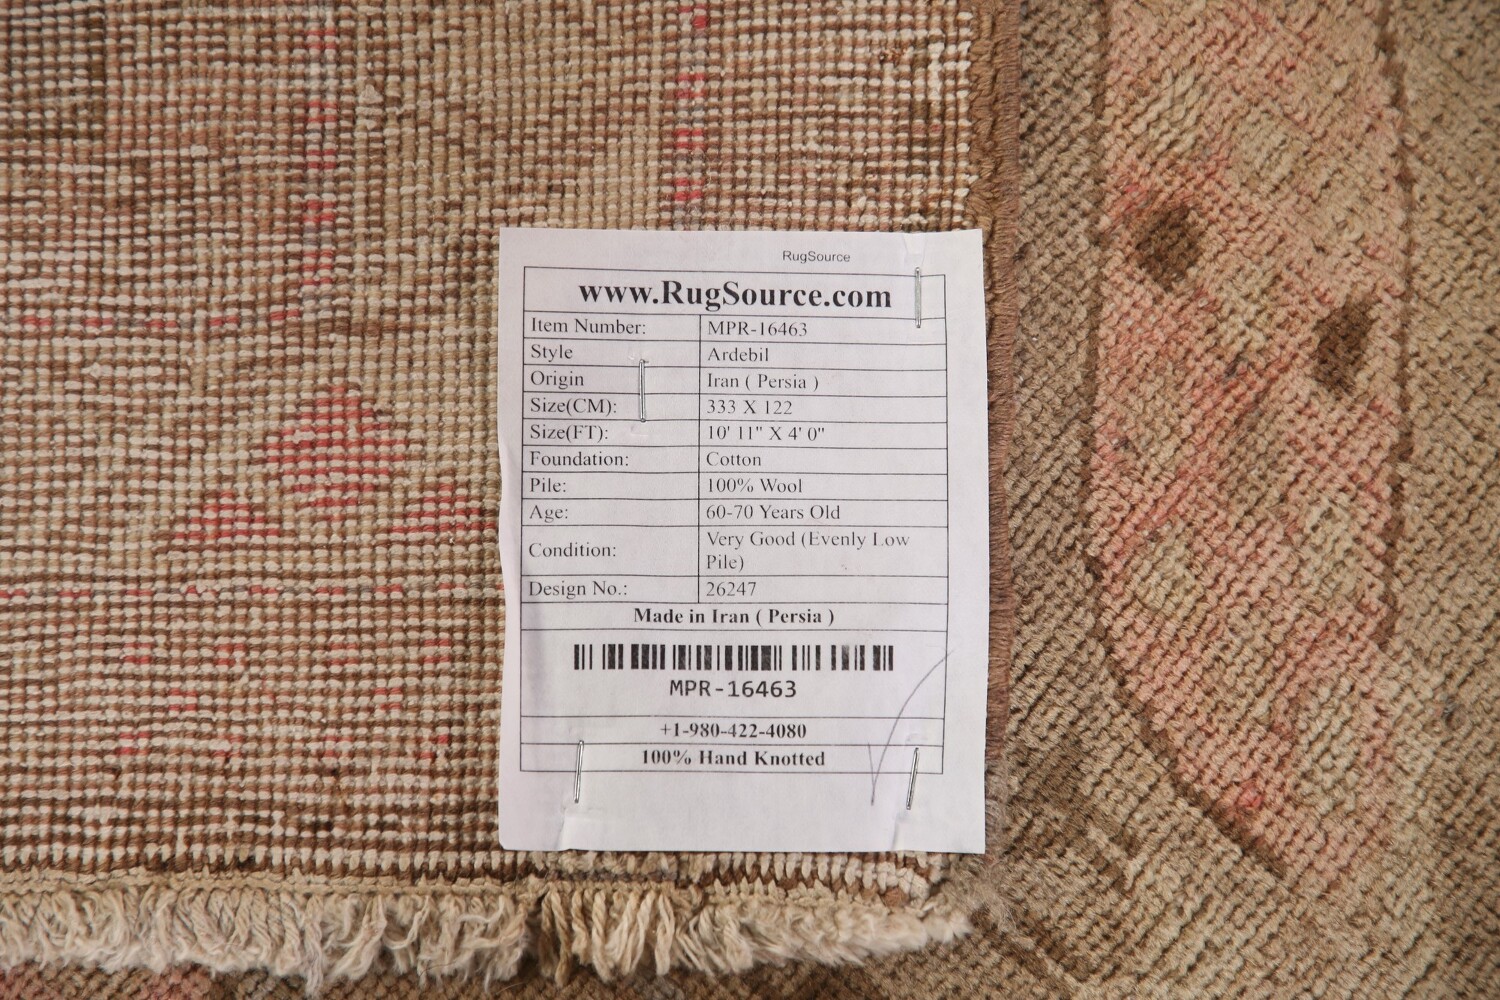 RugSource
www.RugSource.com
Item Number: MPR-16463
Style Ardebil
Origin Iran ( Persia )
Size(CM): 333 X 122
Size(FT): 10' 11" X 4' 0"
Foundation: Cotton
Pile: 100% Wool
Age: 60-70 Years Old
Condition: Very Good (Evenly Low
Pile)
Design No.: 26247
Made in Iran ( Persia )
MPR-16463
+1-980-422-4080
100% Hand Knotted